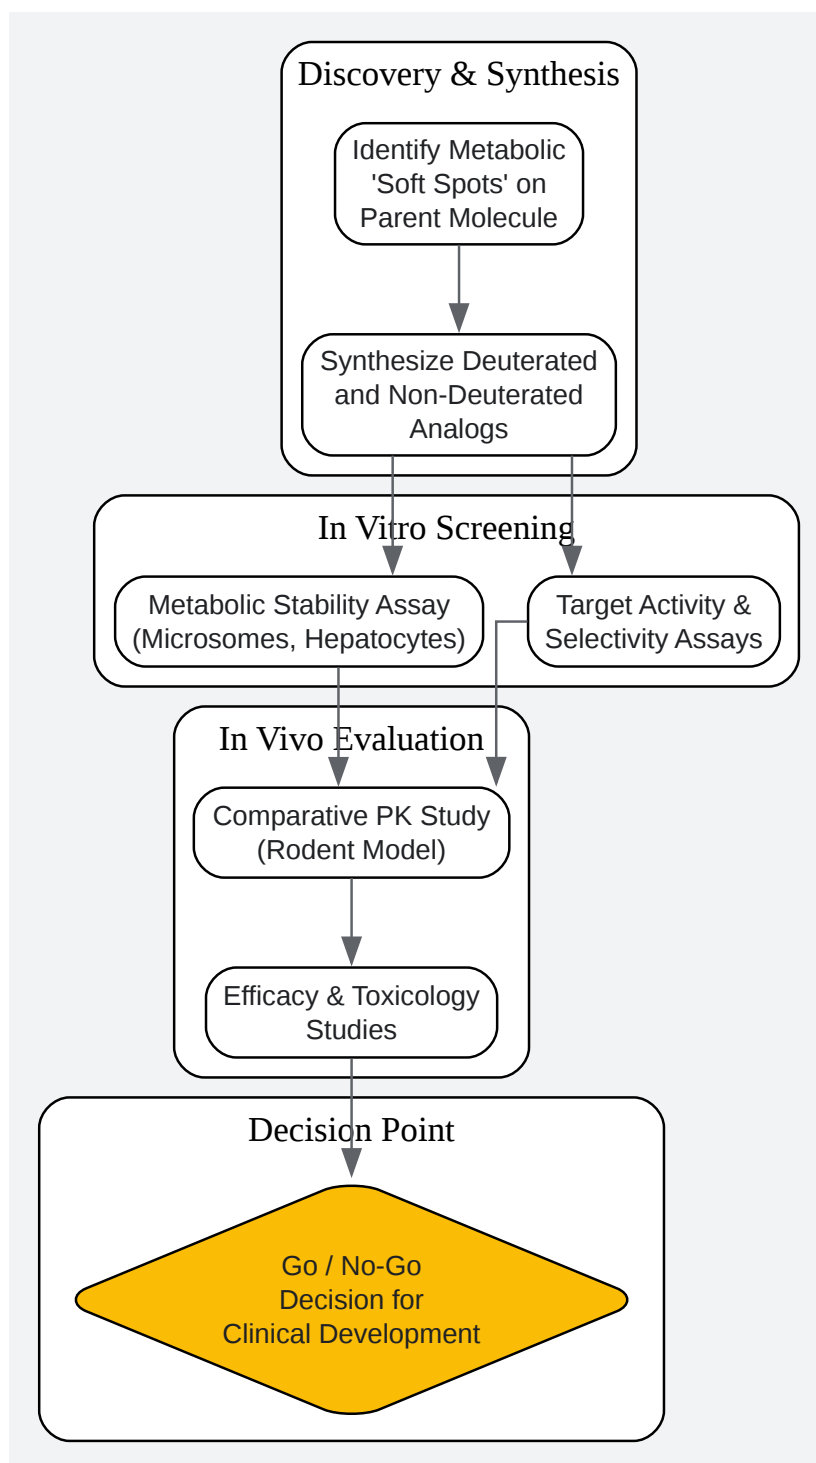 Discovery & Synthesis
Identify Metabolic
'Soft Spots' on
Parent Molecule
Synthesize Deuterated
and Non-Deuterated
Analogs
In Vitro Screening
Metabolic Stability Assay
(Microsomes, Hepatocytes)
Target Activity &
Selectivity Assays
In Vivo Evaluation
Comparative PK Study
(Rodent Model)
Efficacy & Toxicology
Studies
Decision Point
Go / No-Go
Decision for
Clinical Development